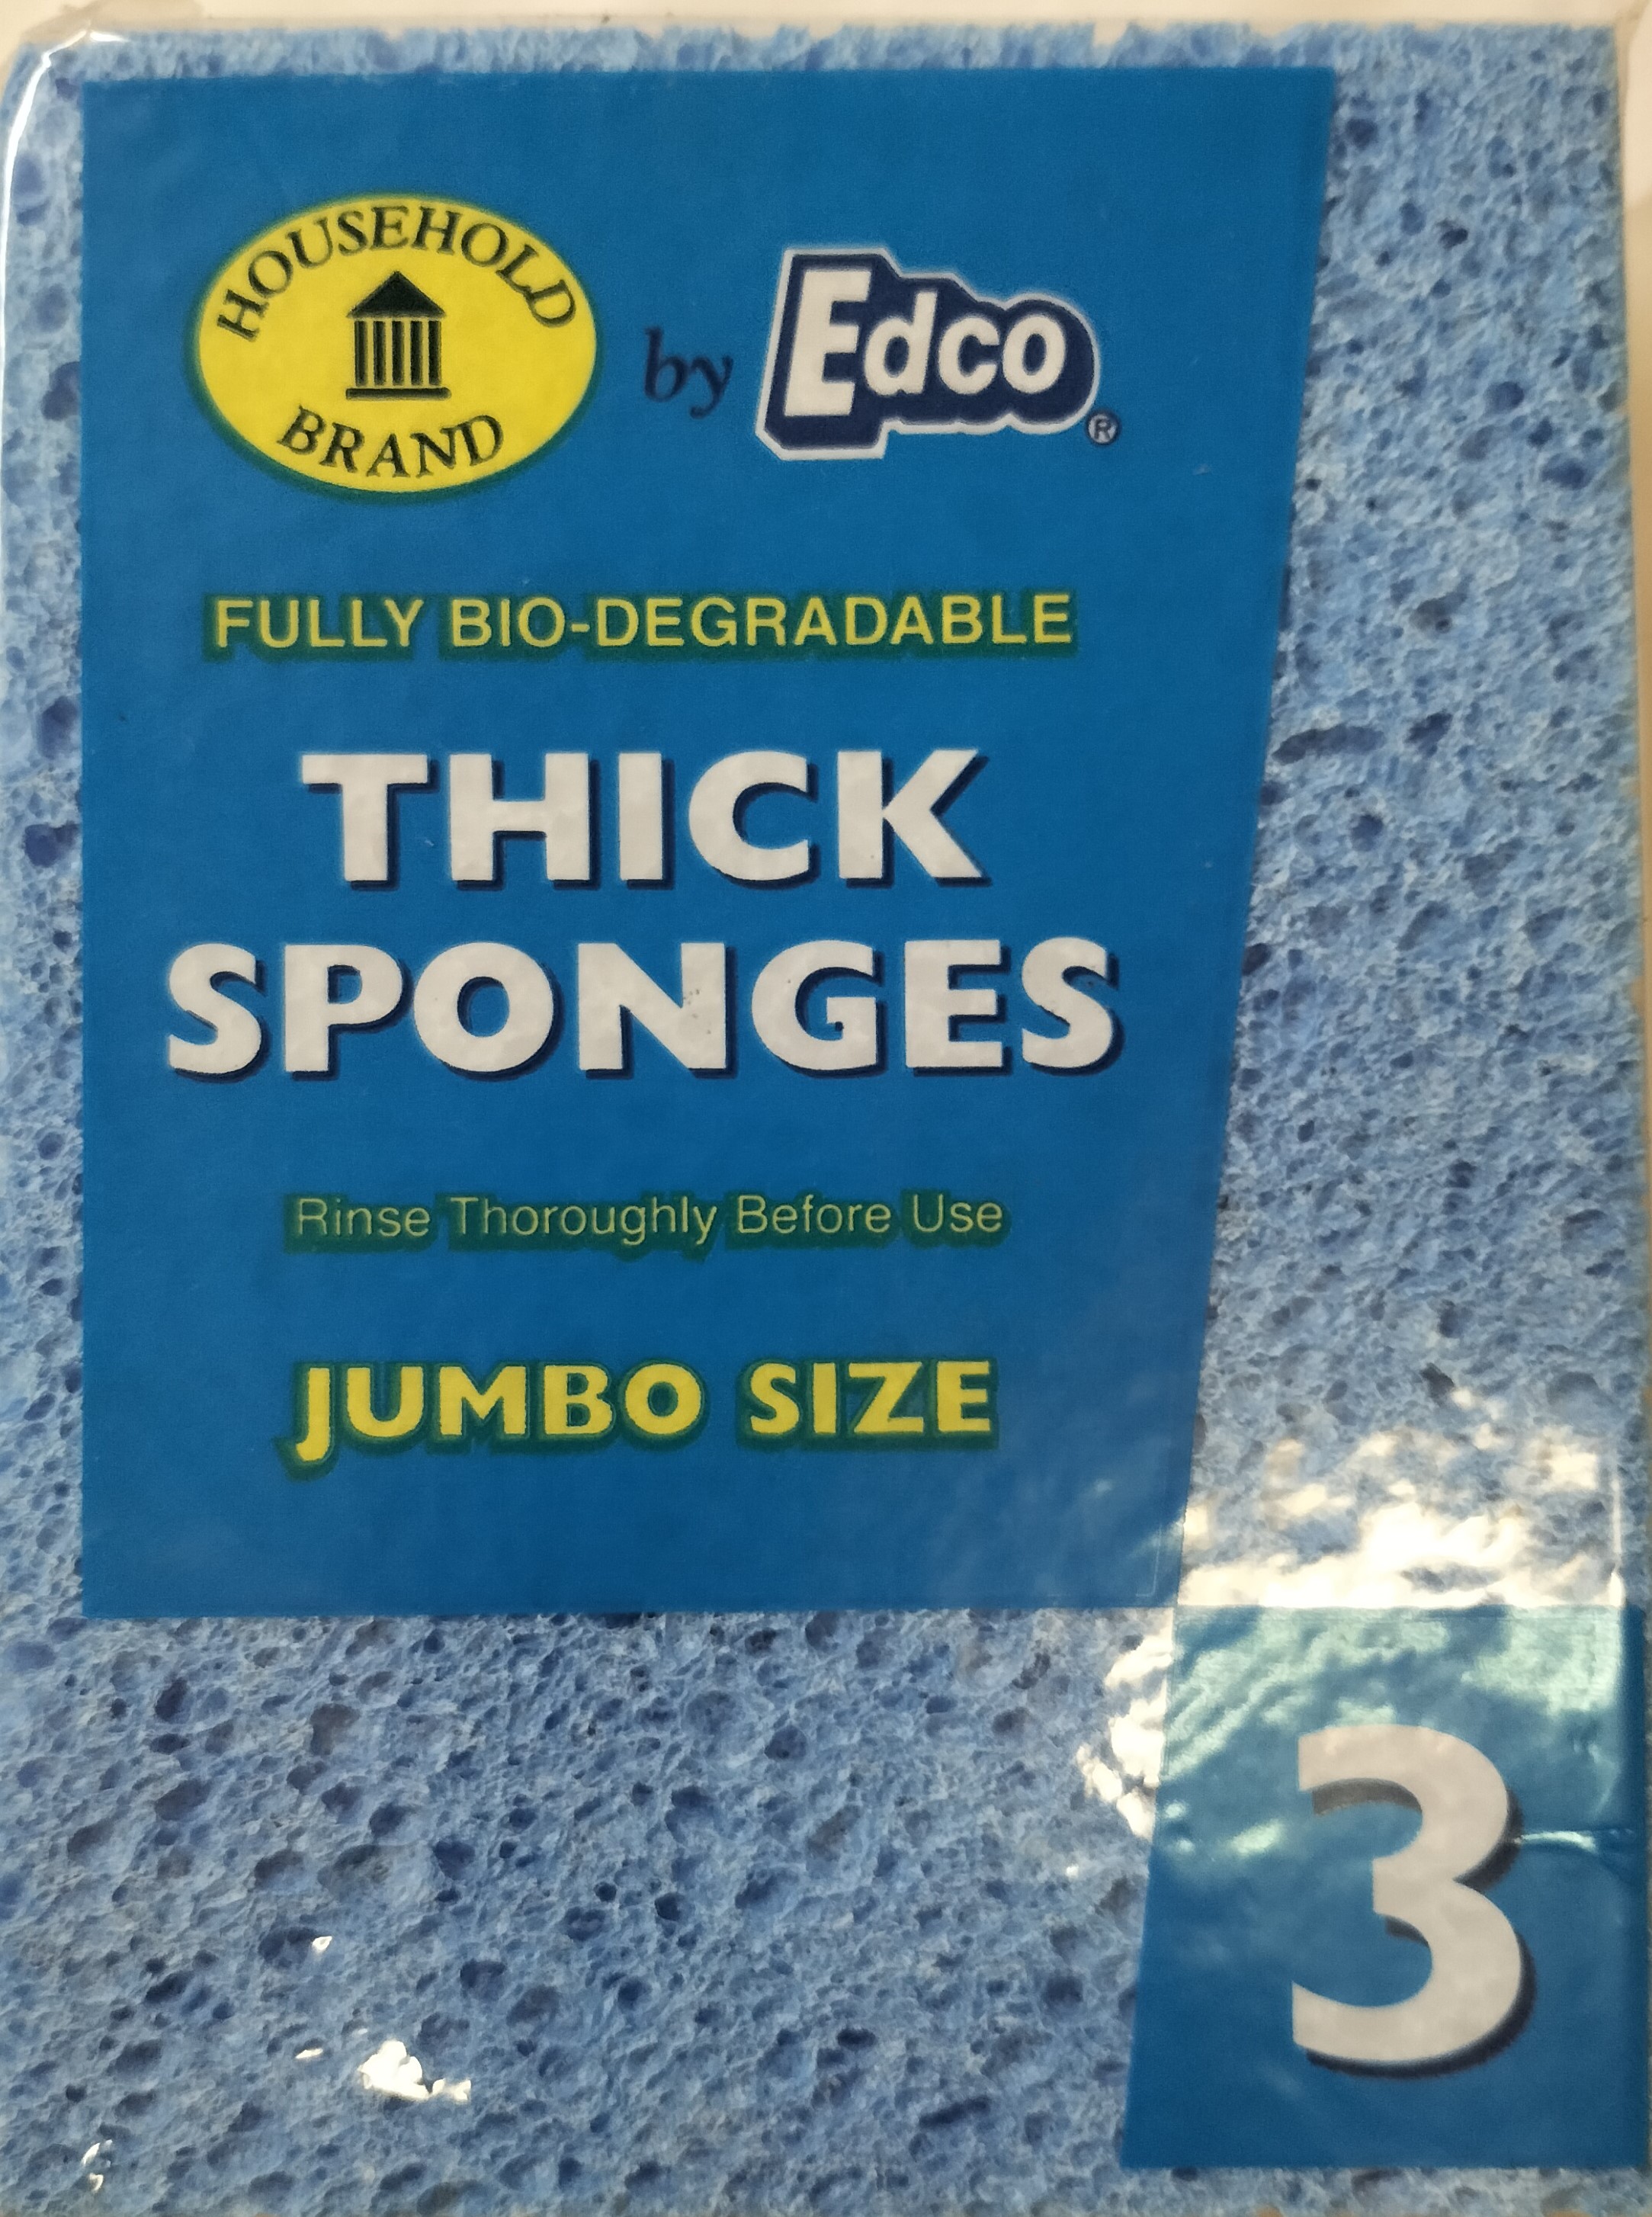 HOUSEHOLD
BRAND
by Edco®
FULLY BIO-DEGRADABLE
THICK
SPONGES
Rinse Thoroughly Before Use
JUMBO SIZE
3